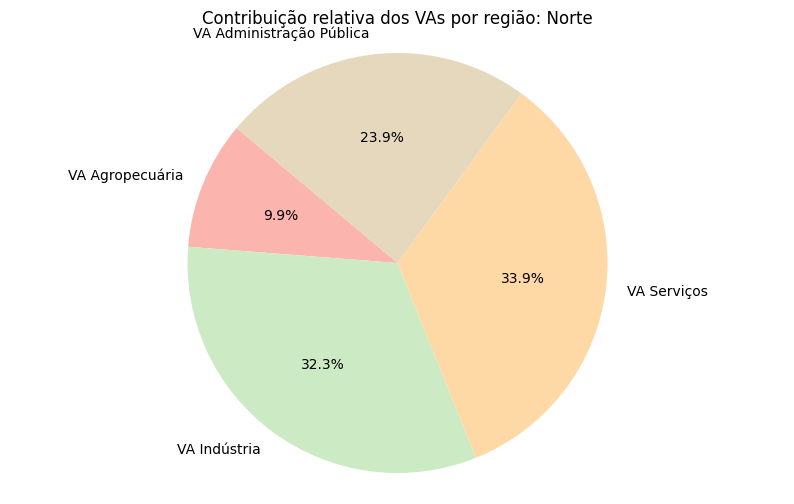 Contribuição relativa dos VAs por região: Norte
VA Administração Pública
23.9%
VA Agropecuária
9.9%
33.9%
VA Serviços
32.3%
VA Indústria